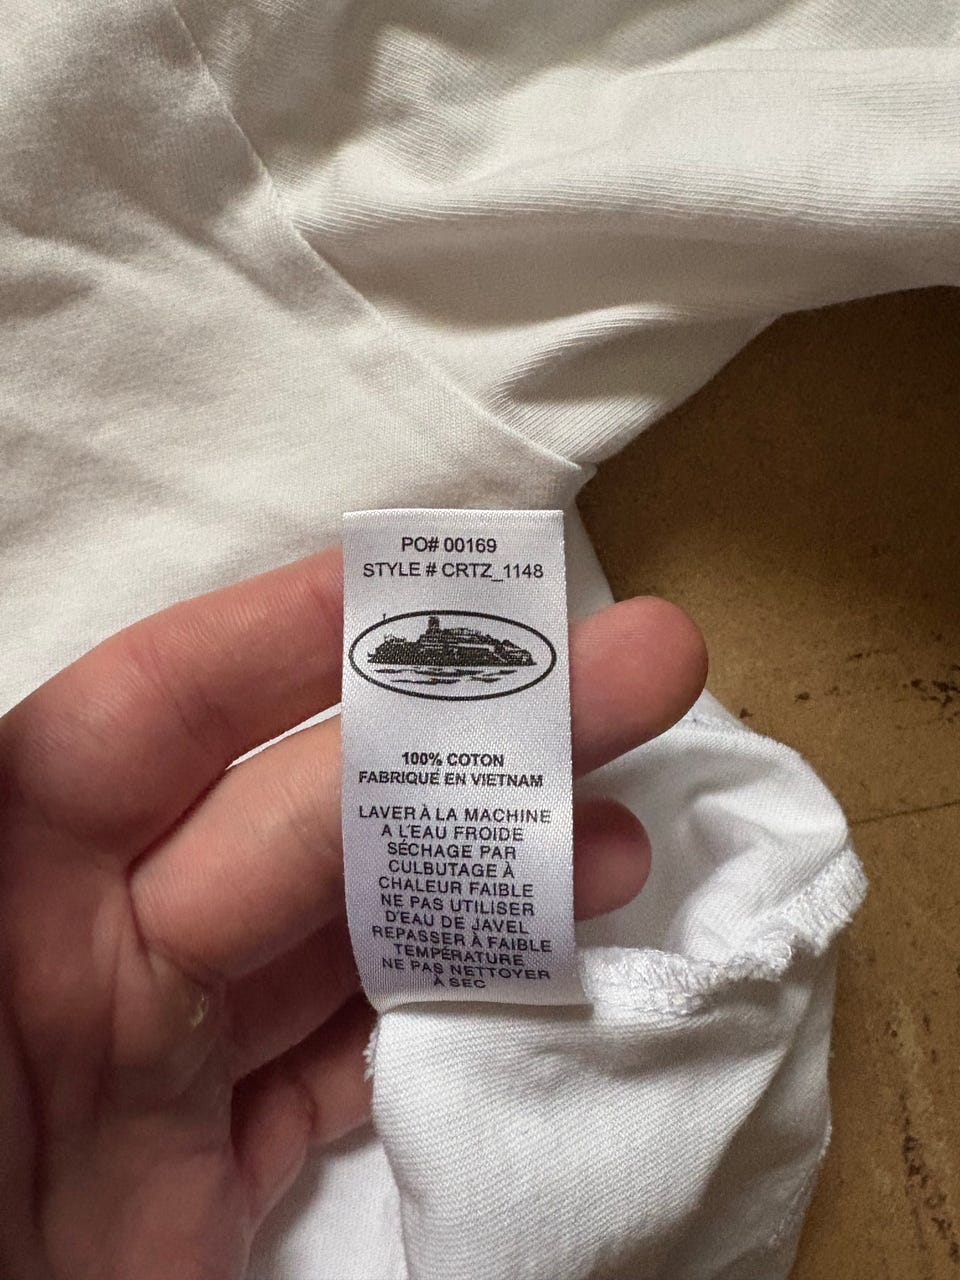 PO# 00169
STYLE # CRTZ_1148
100% COTON
FABRIQUÉ EN VIETNAM
LAVER À LA MACHINE
A L'EAU FROIDE
SÉCHAGE PAR
CULBUTAGE À
CHALEUR FAIBLE
NE PAS UTILISER
D'EAU DE JAVEL
REPASSER À FAIBLE
TEMPÉRATURE
NE PAS NETTOYER
À SEC